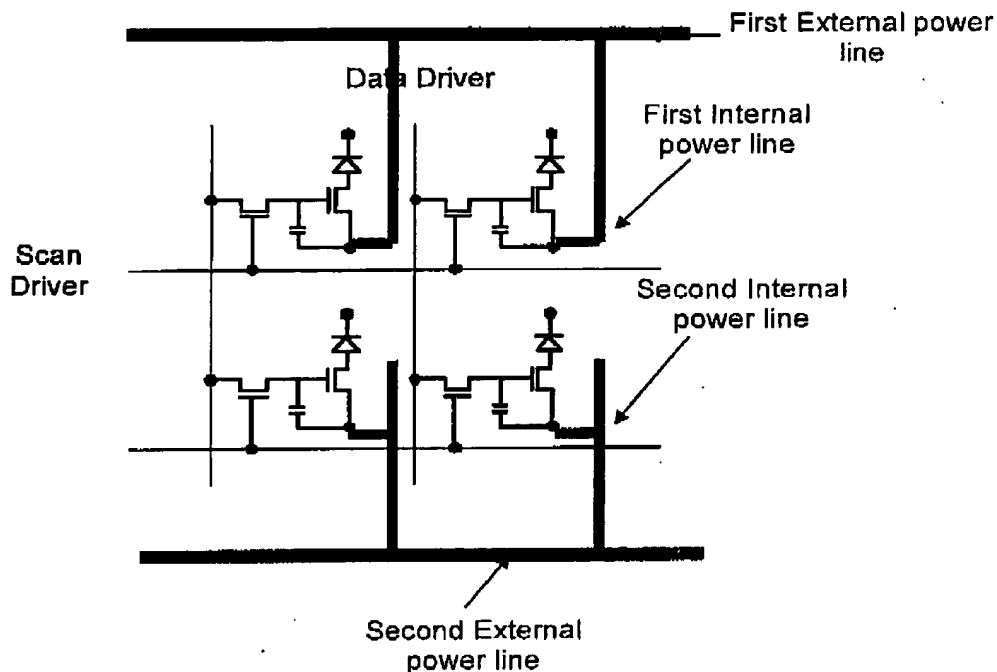 First External power
line
Data Driver
First Internal
power line
Scan
Driver
Second Internal
power line
Second External
power line